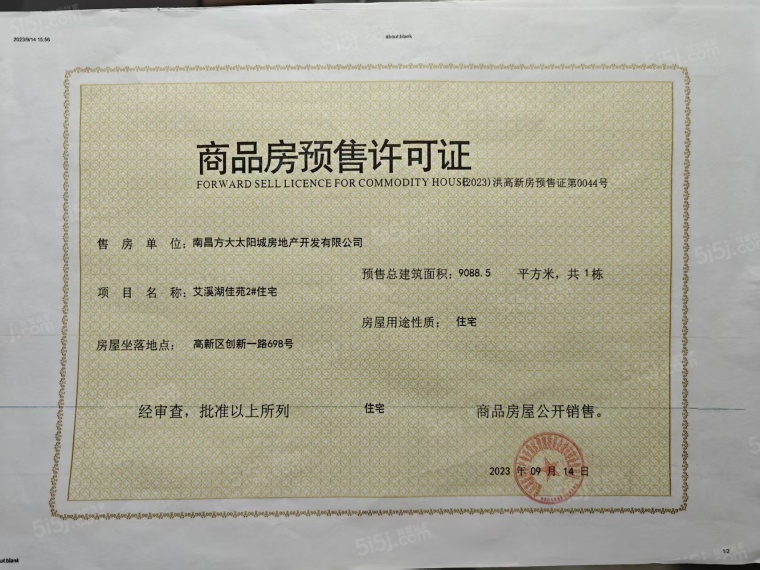 2023/9/14 15:56
about:blank
商品房预售许可证
FORWARD SELL LICENCE FOR COMMODITY HOUSE
(2023) 洪高新房预售证第0044号
售房单位：南昌方大太阳城房地产开发有限公司
预售总建筑面积：9088.5 平方米，共1栋
项目名称：艾溪湖佳苑2#住宅
房屋用途性质： 住宅
房屋坐落地点： 高新区创新一路698号
经审查，批准以上所列 住宅 商品房屋公开销售。
2023 年 09 月 14 日
about:blank
1/2
5i5j.com